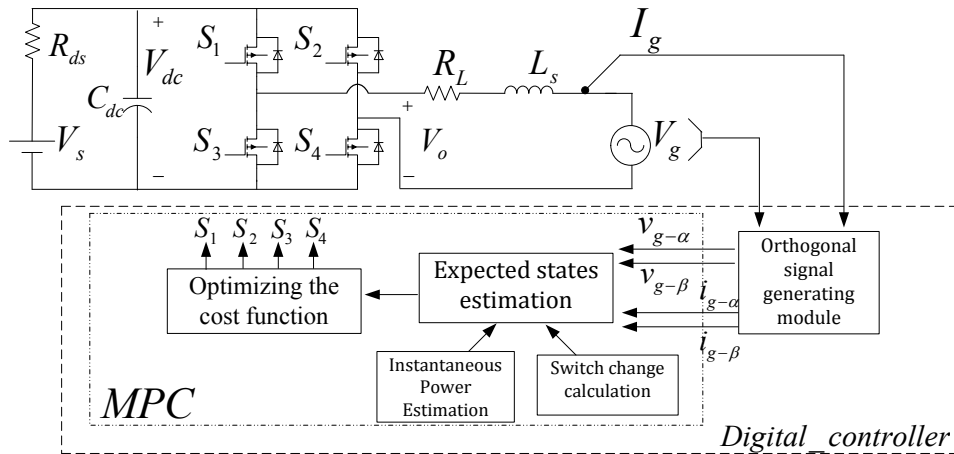 R_ds
V_s
C_dc
+
V_dc
−
S_1
S_2
S_3
S_4
R_L
L_s
I_g
+
V_o
−
V_g
S_1 S_2 S_3 S_4
Optimizing the
cost function
Expected states
estimation
Instantaneous
Power
Estimation
Switch change
calculation
v_g−α
v_g−β
i_g−α
i_g−β
Orthogonal
signal
generating
module
MPC
Digital_controller